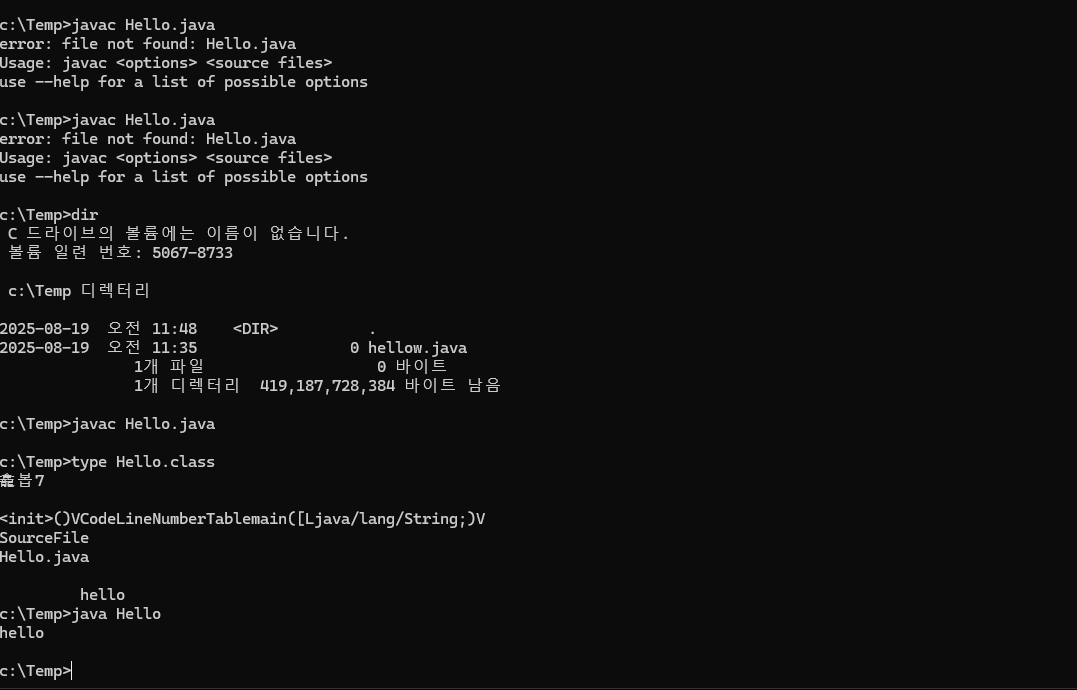 c:\Temp>javac Hello.java
error: file not found: Hello.java
Usage: javac <options> <source files>
use --help for a list of possible options
c:\Temp>javac Hello.java
error: file not found: Hello.java
Usage: javac <options> <source files>
use --help for a list of possible options
c:\Temp>dir
 C 드라이브의 볼륨에는 이름이 없습니다.
 볼륨 일련 번호: 5067-8733
 c:\Temp 디렉터리
2025-08-19  오전 11:48    <DIR>          .
2025-08-19  오전 11:35                 0 hellow.java
               1개 파일                   0 바이트
               1개 디렉터리  419,187,728,384 바이트 남음
c:\Temp>javac Hello.java
c:\Temp>type Hello.class
봅7
<init>()VCodeLineNumberTablemain([Ljava/lang/String;)V
SourceFile
Hello.java
         hello
c:\Temp>java Hello
hello
c:\Temp>